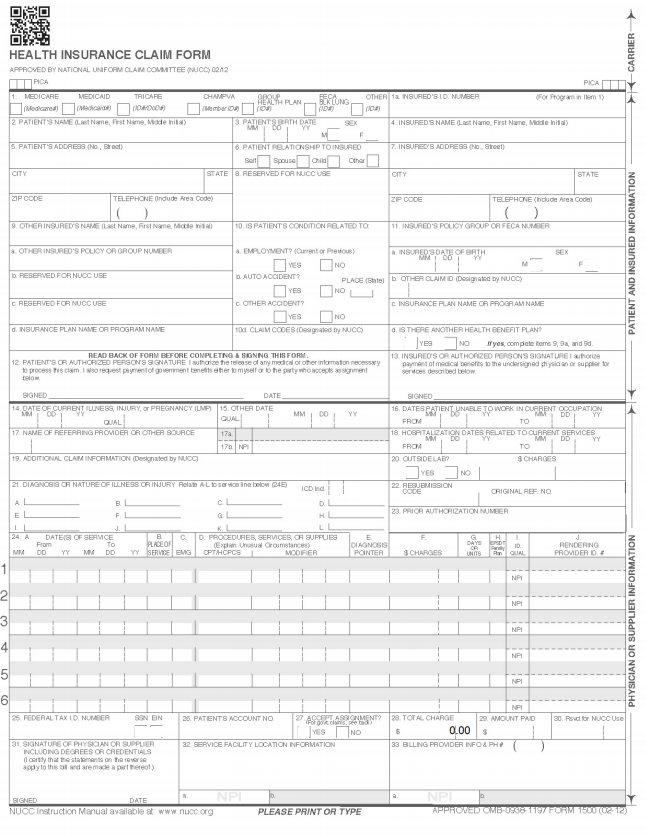 HEALTH INSURANCE CLAIM FORM
APPROVED BY NATIONAL UNIFORM CLAIM COMMITTEE (NUCC) 02/12
PICA PICA
CARRIER
1. MEDICARE MEDICAID TRICARE CHAMPVA GROUP HEALTH PLAN FECA BLK LUNG OTHER 1a. INSURED'S I.D. NUMBER (For Program in Item 1)
(Medicare#) (Medicaid#) (ID#/DoD#) (Member ID#) (ID#) (ID#) (ID#)
2. PATIENT'S NAME (Last Name, First Name, Middle Initial) 3. PATIENT'S BIRTH DATE SEX 4. INSURED'S NAME (Last Name, First Name, Middle Initial)
MM DD YY M F
5. PATIENT'S ADDRESS (No., Street) 6. PATIENT RELATIONSHIP TO INSURED 7. INSURED'S ADDRESS (No., Street)
Self Spouse Child Other
CITY STATE 8. RESERVED FOR NUCC USE CITY STATE
ZIP CODE TELEPHONE (Include Area Code) ZIP CODE TELEPHONE (Include Area Code)
( ) ( )
9. OTHER INSURED'S NAME (Last Name, First Name, Middle Initial) 10. IS PATIENT'S CONDITION RELATED TO: 11. INSURED'S POLICY GROUP OR FECA NUMBER
a. OTHER INSURED'S POLICY OR GROUP NUMBER a. EMPLOYMENT? (Current or Previous) a. INSURED'S DATE OF BIRTH SEX
YES NO MM DD YY M F
b. RESERVED FOR NUCC USE b. AUTO ACCIDENT? PLACE (State) b. OTHER CLAIM ID (Designated by NUCC)
YES NO
c. RESERVED FOR NUCC USE c. OTHER ACCIDENT? c. INSURANCE PLAN NAME OR PROGRAM NAME
YES NO
d. INSURANCE PLAN NAME OR PROGRAM NAME 10d. CLAIM CODES (Designated by NUCC) d. IS THERE ANOTHER HEALTH BENEFIT PLAN?
YES NO If yes, complete items 9, 9a, and 9d.
PATIENT AND INSURED INFORMATION
READ BACK OF FORM BEFORE COMPLETING & SIGNING THIS FORM.
12. PATIENT'S OR AUTHORIZED PERSON'S SIGNATURE I authorize the release of any medical or other information necessary
to process this claim. I also request payment of government benefits either to myself or to the party who accepts assignment
below.
SIGNED DATE
13. INSURED'S OR AUTHORIZED PERSON'S SIGNATURE I authorize
payment of medical benefits to the undersigned physician or supplier for
services described below.
SIGNED
14. DATE OF CURRENT ILLNESS, INJURY, or PREGNANCY (LMP) 15. OTHER DATE 16. DATES PATIENT UNABLE TO WORK IN CURRENT OCCUPATION
MM DD YY QUAL. QUAL. MM DD YY MM DD YY MM DD YY
FROM TO
17. NAME OF REFERRING PROVIDER OR OTHER SOURCE 17a. 18. HOSPITALIZATION DATES RELATED TO CURRENT SERVICES
MM DD YY MM DD YY
17b. NPI FROM TO
19. ADDITIONAL CLAIM INFORMATION (Designated by NUCC) 20. OUTSIDE LAB? $ CHARGES
YES NO
21. DIAGNOSIS OR NATURE OF ILLNESS OR INJURY Relate A-L to service line below (24E) ICD Ind. 22. RESUBMISSION
CODE ORIGINAL REF. NO.
A. B. C. D.
E. F. G. H. 23. PRIOR AUTHORIZATION NUMBER
I. J. K. L.
24. A. DATE(S) OF SERVICE B. C. D. PROCEDURES, SERVICES, OR SUPPLIES E. F. G. H. I. J.
From To PLACE OF (Explain Unusual Circumstances) DIAGNOSIS DAYS OR EPSDT Family ID. RENDERING
MM DD YY MM DD YY SERVICE EMG CPT/HCPCS MODIFIER POINTER $ CHARGES UNITS Plan QUAL. PROVIDER ID. #
1 NPI
2 NPI
3 NPI
4 NPI
5 NPI
6 NPI
PHYSICIAN OR SUPPLIER INFORMATION
25. FEDERAL TAX I.D. NUMBER SSN EIN 26. PATIENT'S ACCOUNT NO. 27. ACCEPT ASSIGNMENT? 28. TOTAL CHARGE 29. AMOUNT PAID 30. Rsvd. for NUCC Use
(For govt. claims, see back)
YES NO $ 0.00 $
31. SIGNATURE OF PHYSICIAN OR SUPPLIER 32. SERVICE FACILITY LOCATION INFORMATION 33. BILLING PROVIDER INFO & PH # ( )
INCLUDING DEGREES OR CREDENTIALS
(I certify that the statements on the reverse
apply to this bill and are made a part thereof.)
SIGNED DATE a. NPI b. a. NPI b.
NUCC Instruction Manual available at: www.nucc.org PLEASE PRINT OR TYPE APPROVED OMB-0938-1197 FORM 1500 (02-12)